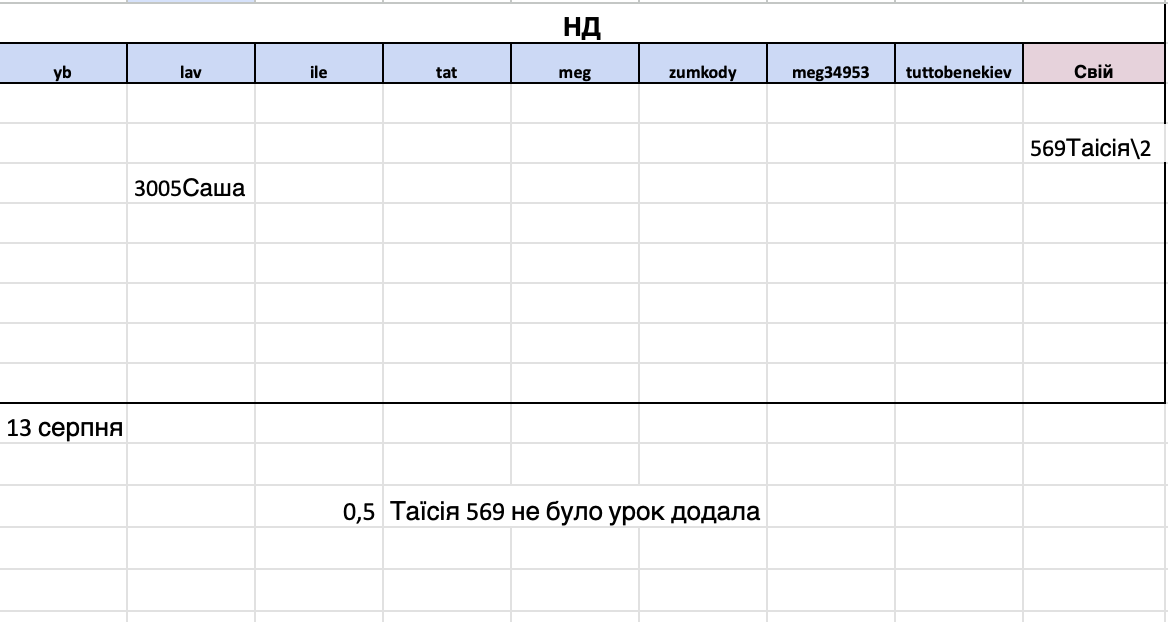 НД
yb lav ile tat meg zumkody meg34953 tuttobenekiev Свій
569Таісія\2
3005Саша
13 серпня
0,5 Таїсія 569 не було урок додала